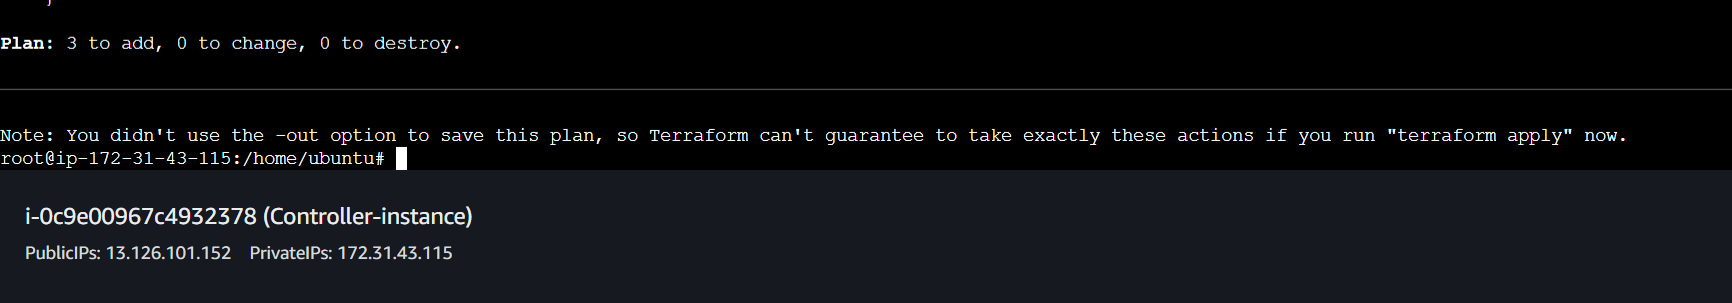 Plan: 3 to add, 0 to change, 0 to destroy.
Note: You didn't use the -out option to save this plan, so Terraform can't guarantee to take exactly these actions if you run "terraform apply" now.
root@ip-172-31-43-115:/home/ubuntu#
i-0c9e00967c4932378 (Controller-instance)
PublicIPs: 13.126.101.152 PrivateIPs: 172.31.43.115